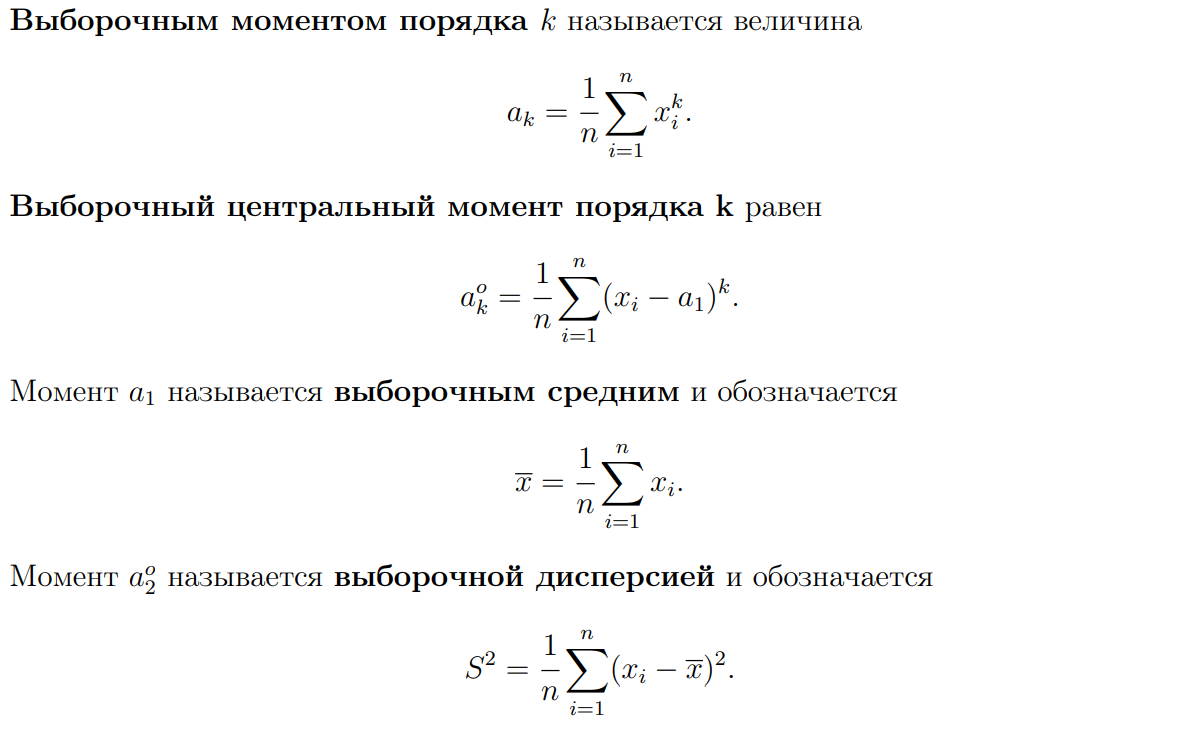 Выборочным моментом порядка k называется величина
a_k = \frac{1}{n} \sum_{i=1}^{n} x_i^k.
Выборочный центральный момент порядка k равен
a_k^o = \frac{1}{n} \sum_{i=1}^{n} (x_i − a_1)^k.
Момент a_1 называется выборочным средним и обозначается
\overline{x} = \frac{1}{n} \sum_{i=1}^{n} x_i.
Момент a_2^o называется выборочной дисперсией и обозначается
S^2 = \frac{1}{n} \sum_{i=1}^{n} (x_i − \overline{x})^2.